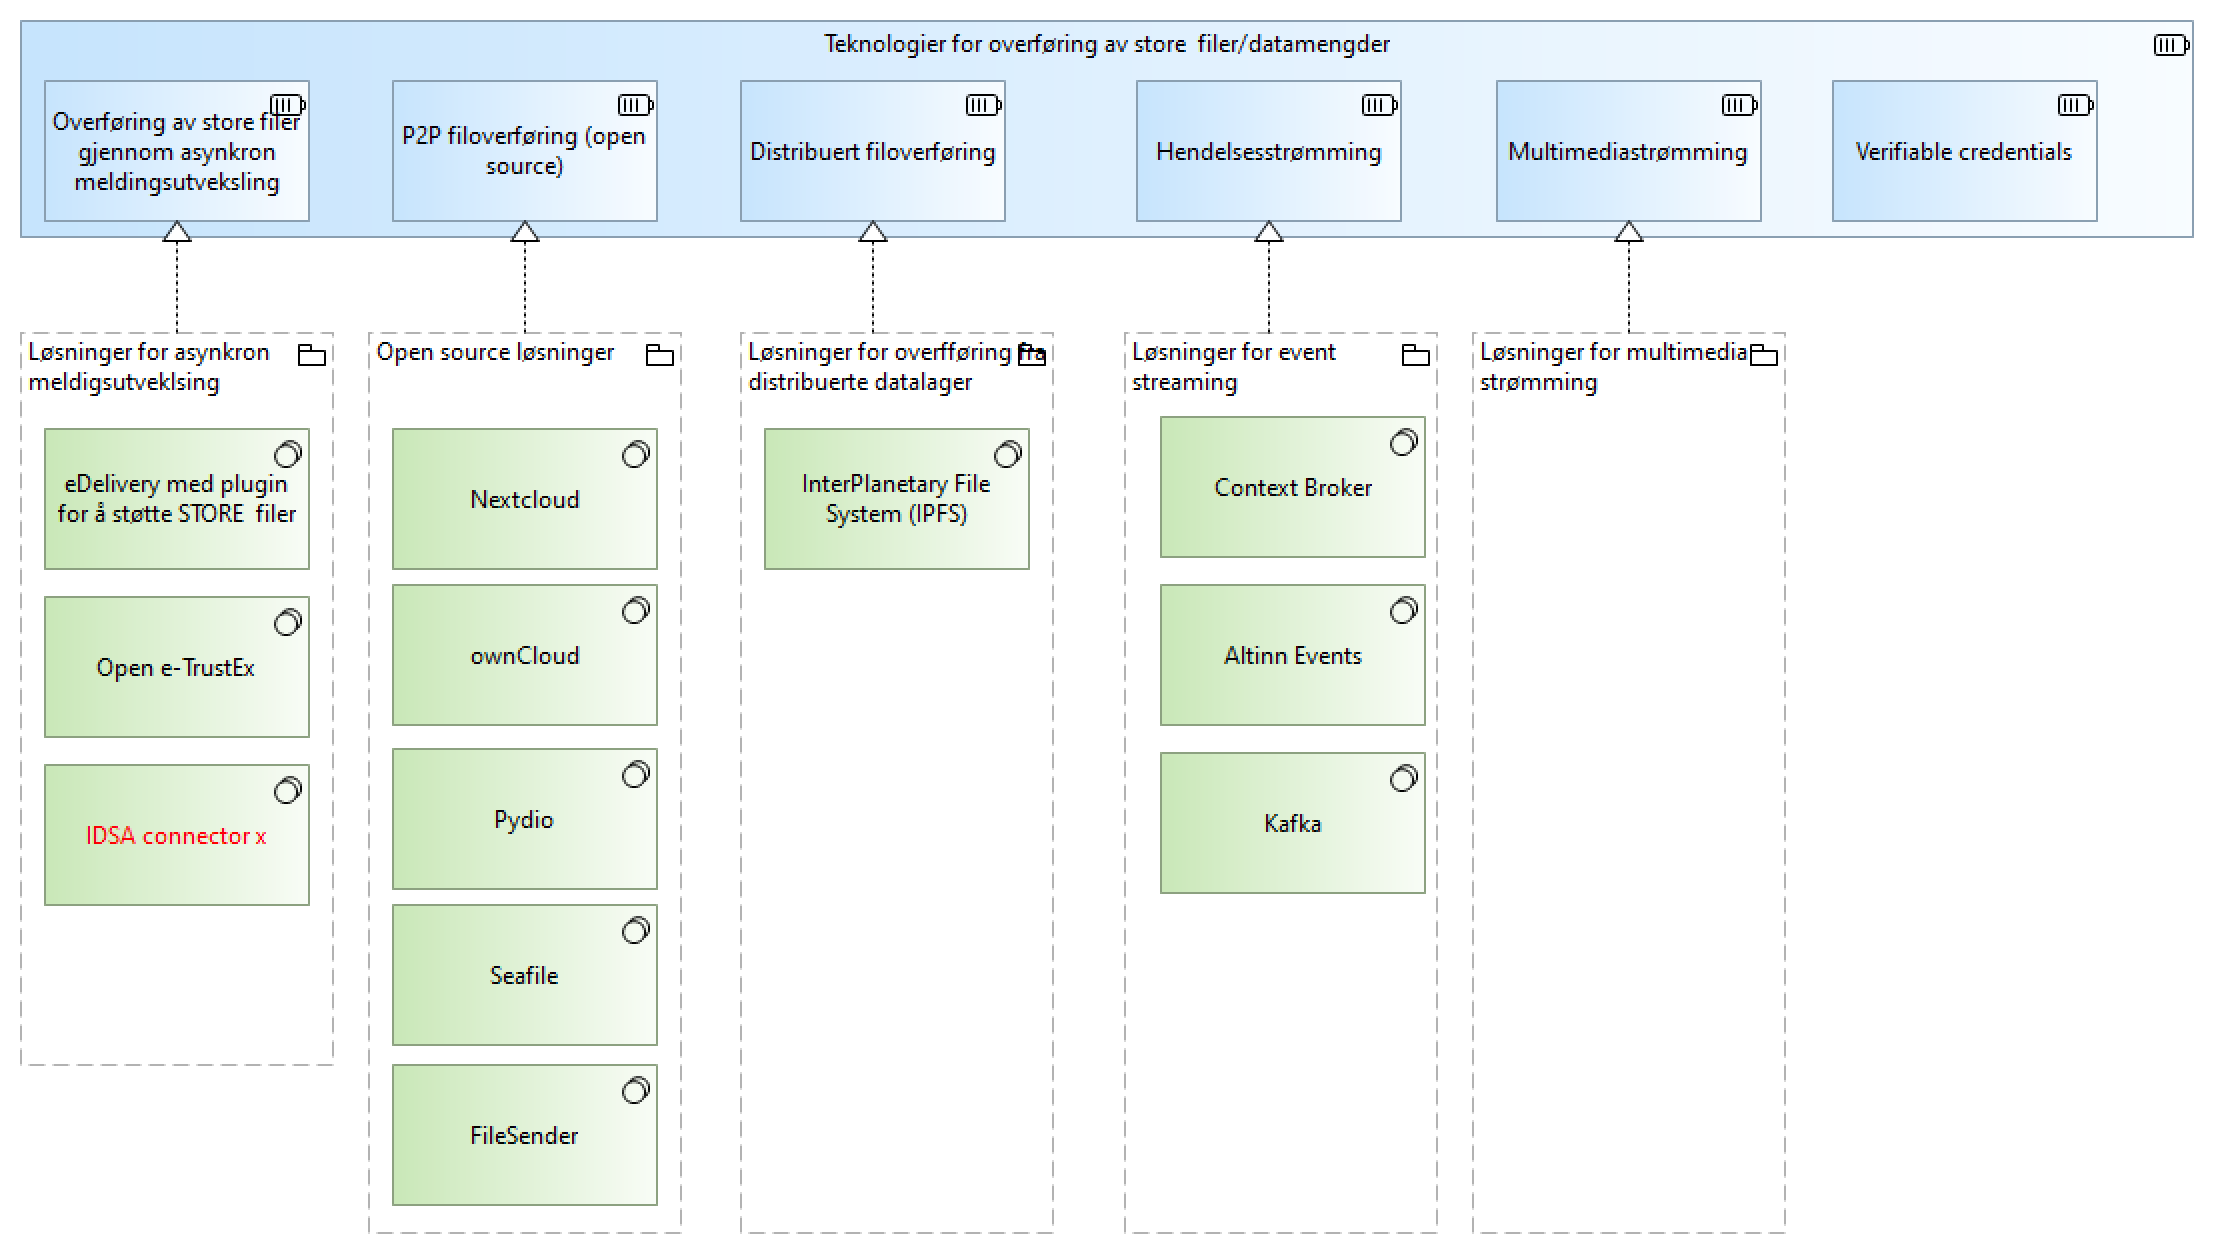 Teknologier for overføring av store  filer/datamengder
Overføring av store filer
gjennom asynkron
meldingsutveksling
P2P filoverføring (open
source)
Distribuert filoverføring
Hendelsesstrømming
Multimediastrømming
Verifiable credentials
Løsninger for asynkron
meldigsutveklsing
eDelivery med plugin
for å støtte STORE  filer
Open e-TrustEx
IDSA connector x
Open source løsninger
Nextcloud
ownCloud
Pydio
Seafile
FileSender
Løsninger for overfføring fra
distribuerte datalager
InterPlanetary File
System (IPFS)
Løsninger for event
streaming
Context Broker
Altinn Events
Kafka
Løsninger for multimedia
strømming